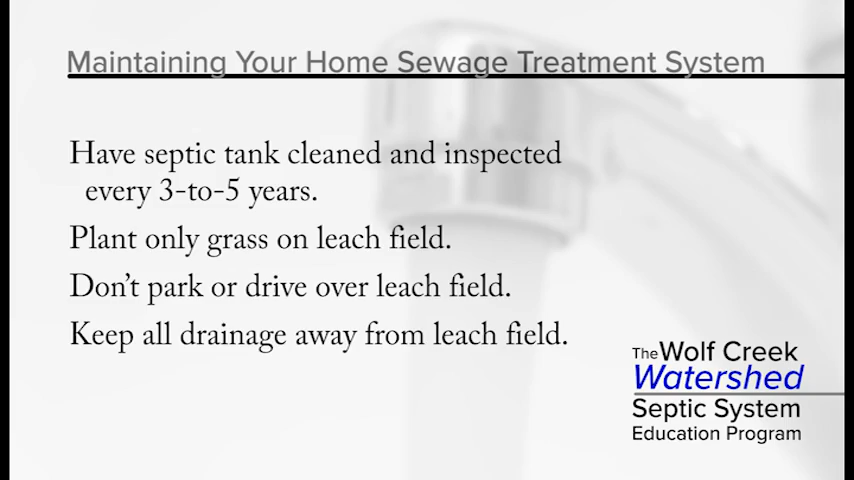 Maintaining Your Home Sewage Treatment System
Have septic tank cleaned and inspected
every 3-to-5 years.
Plant only grass on leach field.
Don't park or drive over leach field.
Keep all drainage away from leach field.
The Wolf Creek
Watershed
Septic System
Education Program